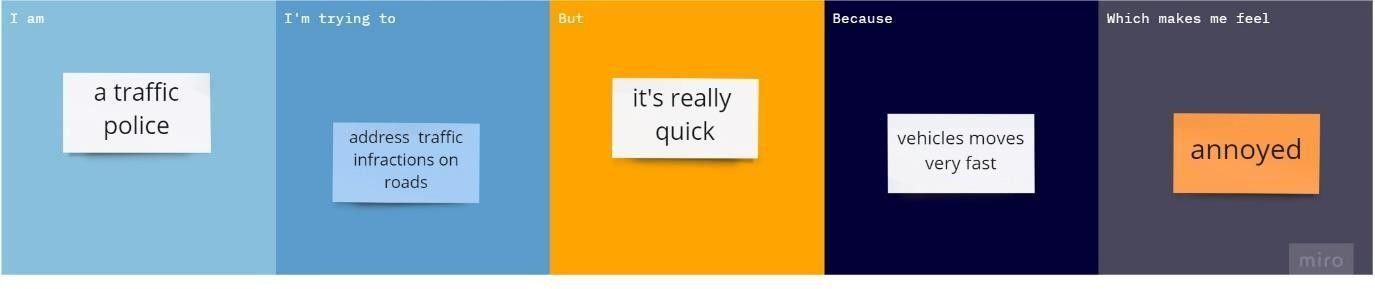 I am
a traffic
police
I'm trying to
address traffic
infractions on
roads
But
it's really
quick
Because
vehicles moves
very fast
Which makes me feel
annoyed
miro